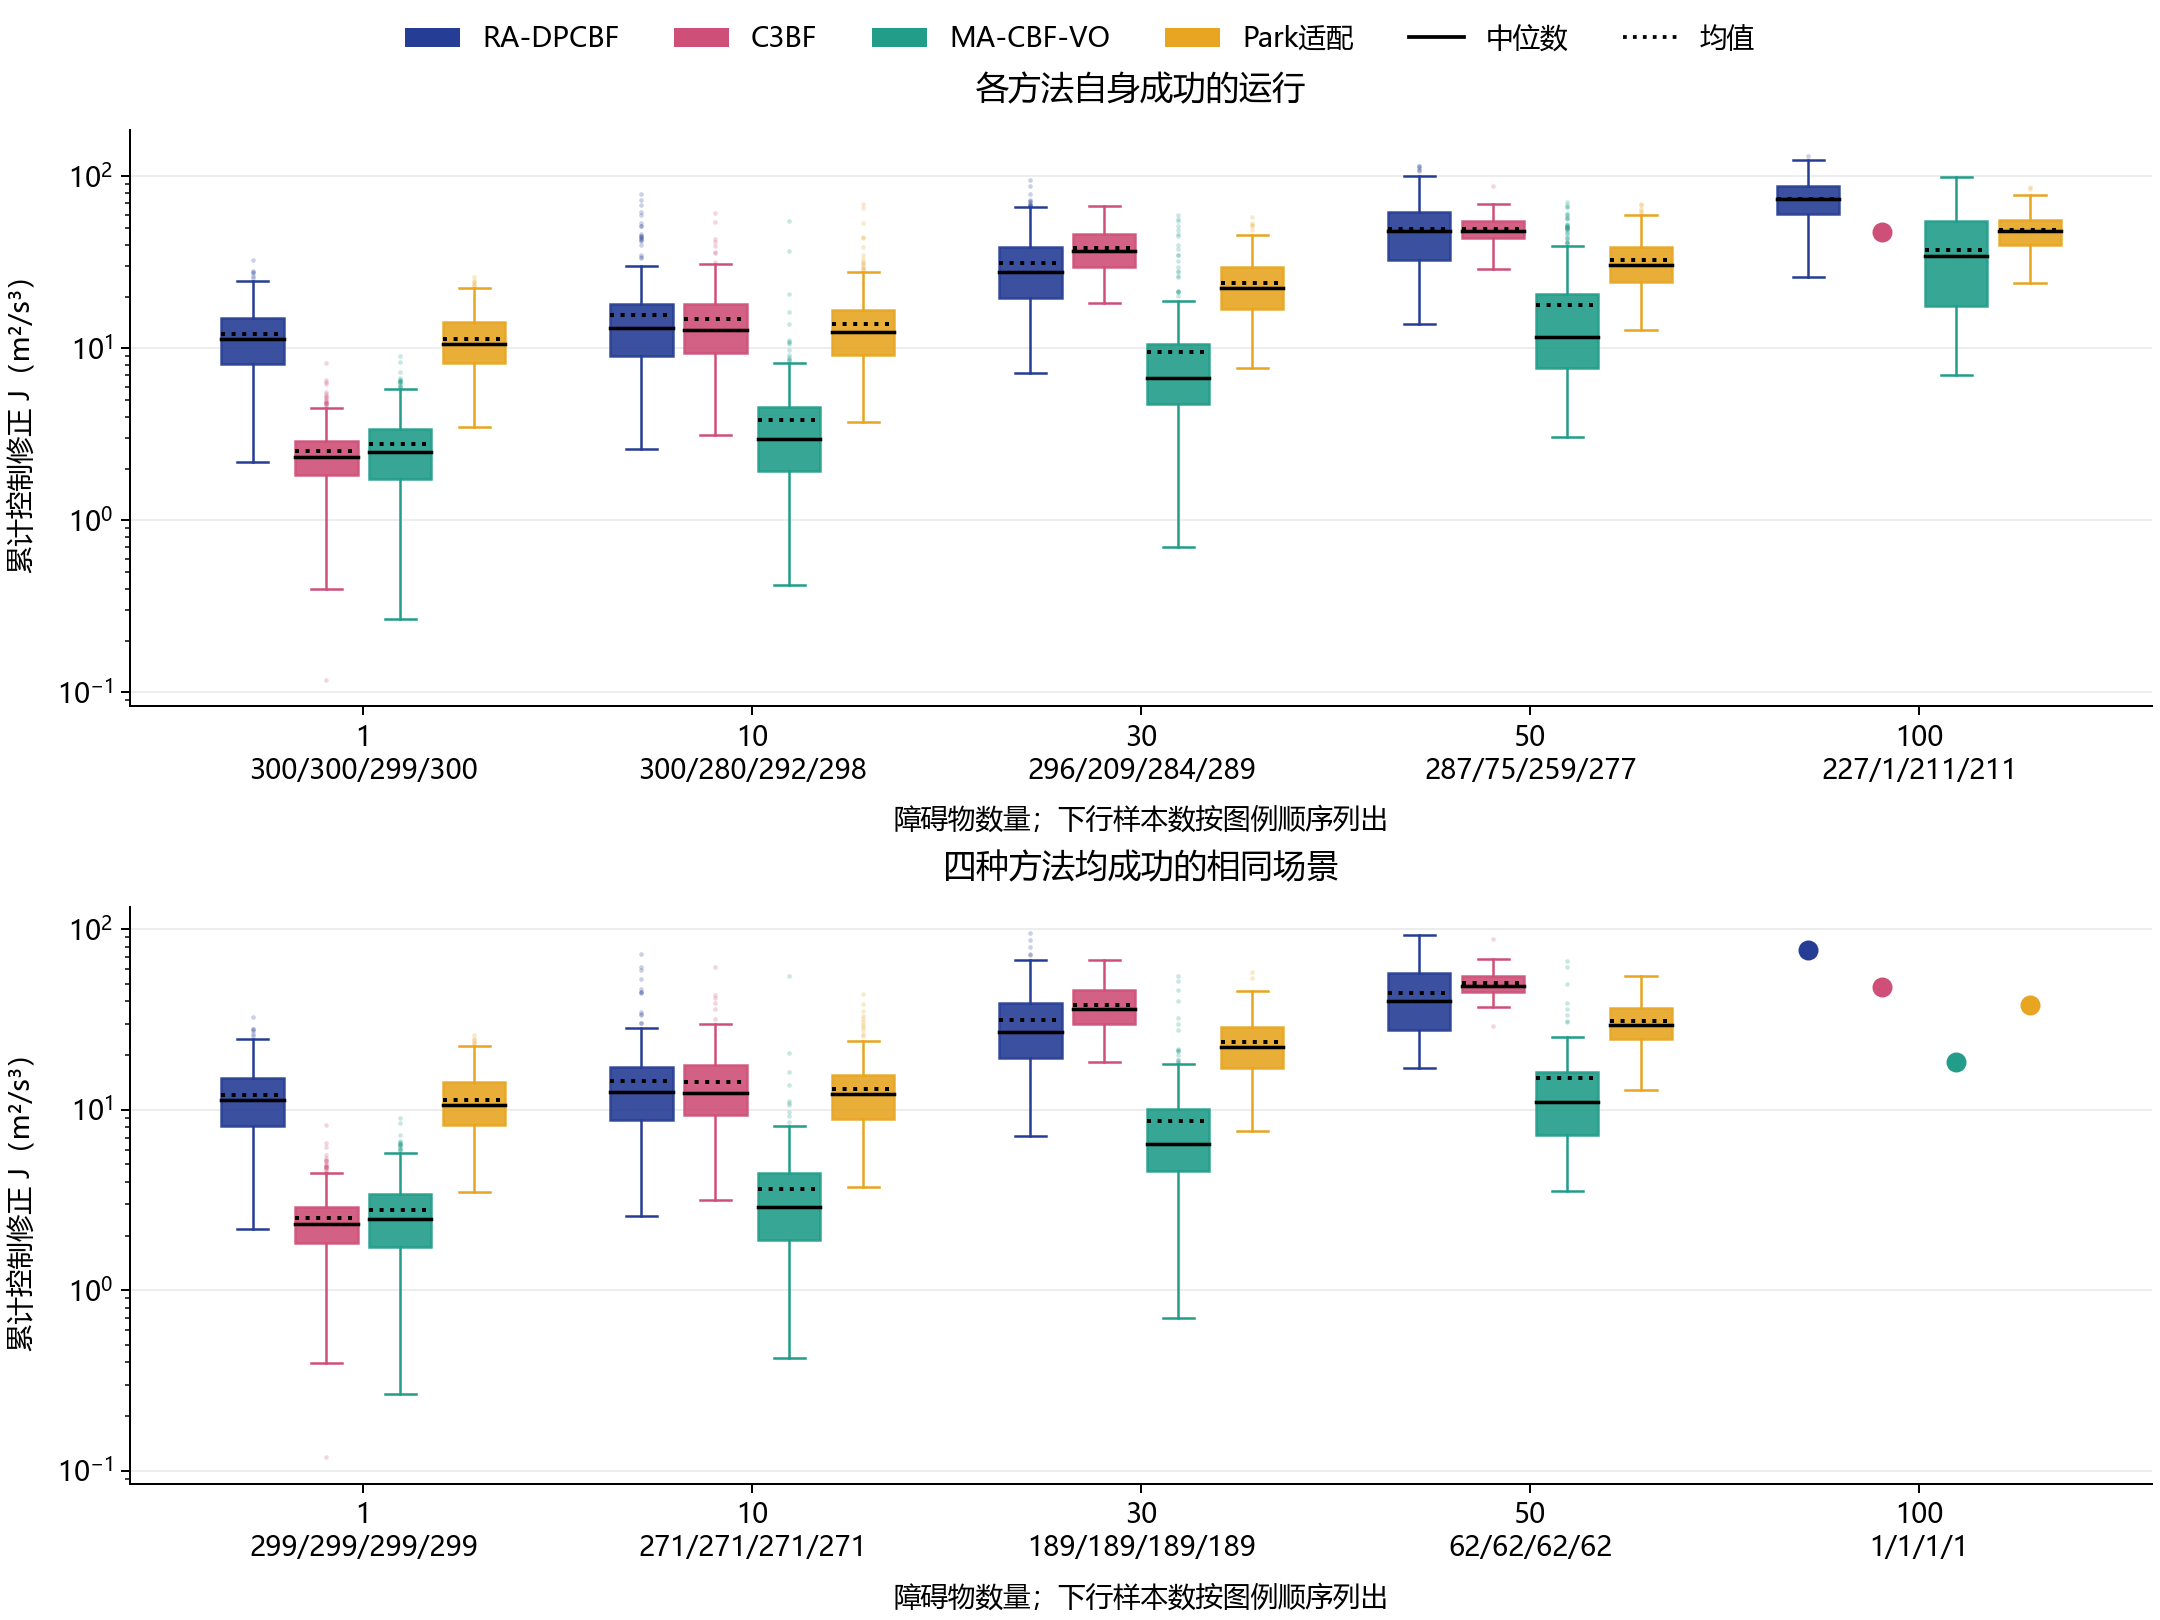 RA-DPCBF C3BF MA-CBF-VO Park适配 中位数 均值
各方法自身成功的运行
累计控制修正 J（m²/s³）
10²
10¹
10⁰
10⁻¹
1 10 30 50 100
300/300/299/300 300/280/292/298 296/209/284/289 287/75/259/277 227/1/211/211
障碍物数量；下行样本数按图例顺序列出
四种方法均成功的相同场景
累计控制修正 J（m²/s³）
10²
10¹
10⁰
10⁻¹
1 10 30 50 100
299/299/299/299 271/271/271/271 189/189/189/189 62/62/62/62 1/1/1/1
障碍物数量；下行样本数按图例顺序列出